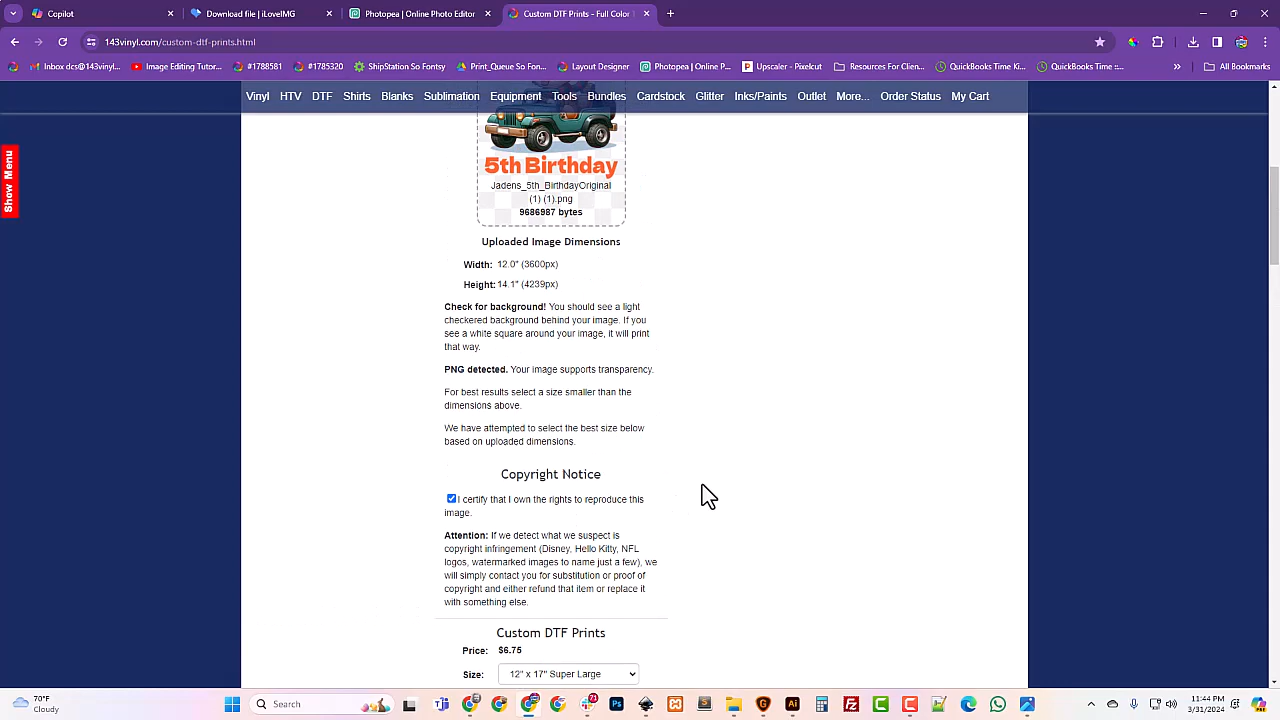 Copilot
Download file | iLoveIMG
Photopea | Online Photo Editor
Custom DTF Prints - Full Color
143vinyl.com/custom-dtf-prints.html
Inbox dcs@143vinyl...
Image Editing Tutor...
#1788581
#1785320
ShipStation So Fontsy
Print_Queue So Fon...
Layout Designer
Photopea | Online P...
Upscaler - Pixelcut
Resources For Clien...
QuickBooks Time Ki...
QuickBooks Time ::...
»
All Bookmarks
Vinyl HTV DTF Shirts Blanks Sublimation Equipment Tools Bundles Cardstock Glitter Inks/Paints Outlet More... Order Status My Cart
Show Menu
5th Birthday
Jadens_5th_BirthdayOriginal
(1) (1).png
9686987 bytes
Uploaded Image Dimensions
Width: 12.0" (3600px)
Height: 14.1" (4239px)
Check for background! You should see a light
checkered background behind your image. If you
see a white square around your image, it will print
that way.
PNG detected. Your image supports transparency.
For best results select a size smaller than the
dimensions above.
We have attempted to select the best size below
based on uploaded dimensions.
Copyright Notice
I certify that I own the rights to reproduce this
image.
Attention: If we detect what we suspect is
copyright infringement (Disney, Hello Kitty, NFL
logos, watermarked images to name just a few), we
will simply contact you for substitution or proof of
copyright and either refund that item or replace it
with something else.
Custom DTF Prints
Price: $6.75
Size: 12" x 17" Super Large
70°F
Cloudy
Search
73
Ps
Ai
11:44 PM
3/31/2024